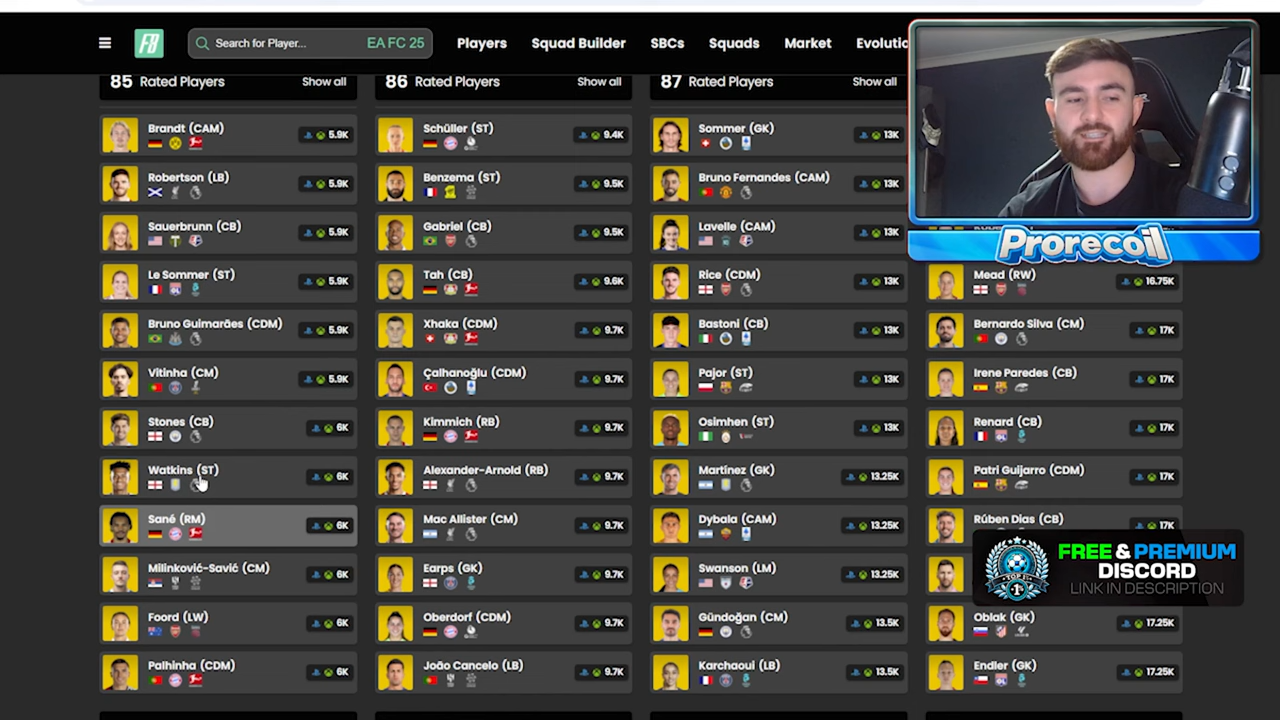 FB Search for Player... EA FC 25 Players Squad Builder SBCs Squads Market Evolutio
Prorecoil
85 Rated Players Show all
Brandt (CAM) 5.9K
Robertson (LB) 5.9K
Sauerbrunn (CB) 5.9K
Le Sommer (ST) 5.9K
Bruno Guimarães (CDM) 5.9K
Vitinha (CM) 5.9K
Stones (CB) 6K
Watkins (ST) 6K
Sané (RM) 6K
Milinković-Savić (CM) 6K
Foord (LW) 6K
Palhinha (CDM) 6K
86 Rated Players Show all
Schüller (ST) 9.4K
Benzema (ST) 9.5K
Gabriel (CB) 9.5K
Tah (CB) 9.6K
Xhaka (CDM) 9.7K
Çalhanoğlu (CDM) 9.7K
Kimmich (RB) 9.7K
Alexander-Arnold (RB) 9.7K
Mac Allister (CM) 9.7K
Earps (GK) 9.7K
Oberdorf (CDM) 9.7K
João Cancelo (LB) 9.7K
87 Rated Players Show all
Sommer (GK) 13K
Bruno Fernandes (CAM) 13K
Lavelle (CAM) 13K
Rice (CDM) 13K
Bastoni (CB) 13K
Pajor (ST) 13K
Osimhen (ST) 13K
Martínez (GK) 13.25K
Dybala (CAM) 13.25K
Swanson (LM) 13.25K
Gündoğan (CM) 13.5K
Karchaoui (LB) 13.5K
Mead (RW) 16.75K
Bernardo Silva (CM) 17K
Irene Paredes (CB) 17K
Renard (CB) 17K
Patri Guijarro (CDM) 17K
Rúben Dias (CB) 17K
Oblak (GK) 17.25K
Endler (GK) 17.25K
TOP 1%
#1
FREE & PREMIUM
DISCORD
LINK IN DESCRIPTION